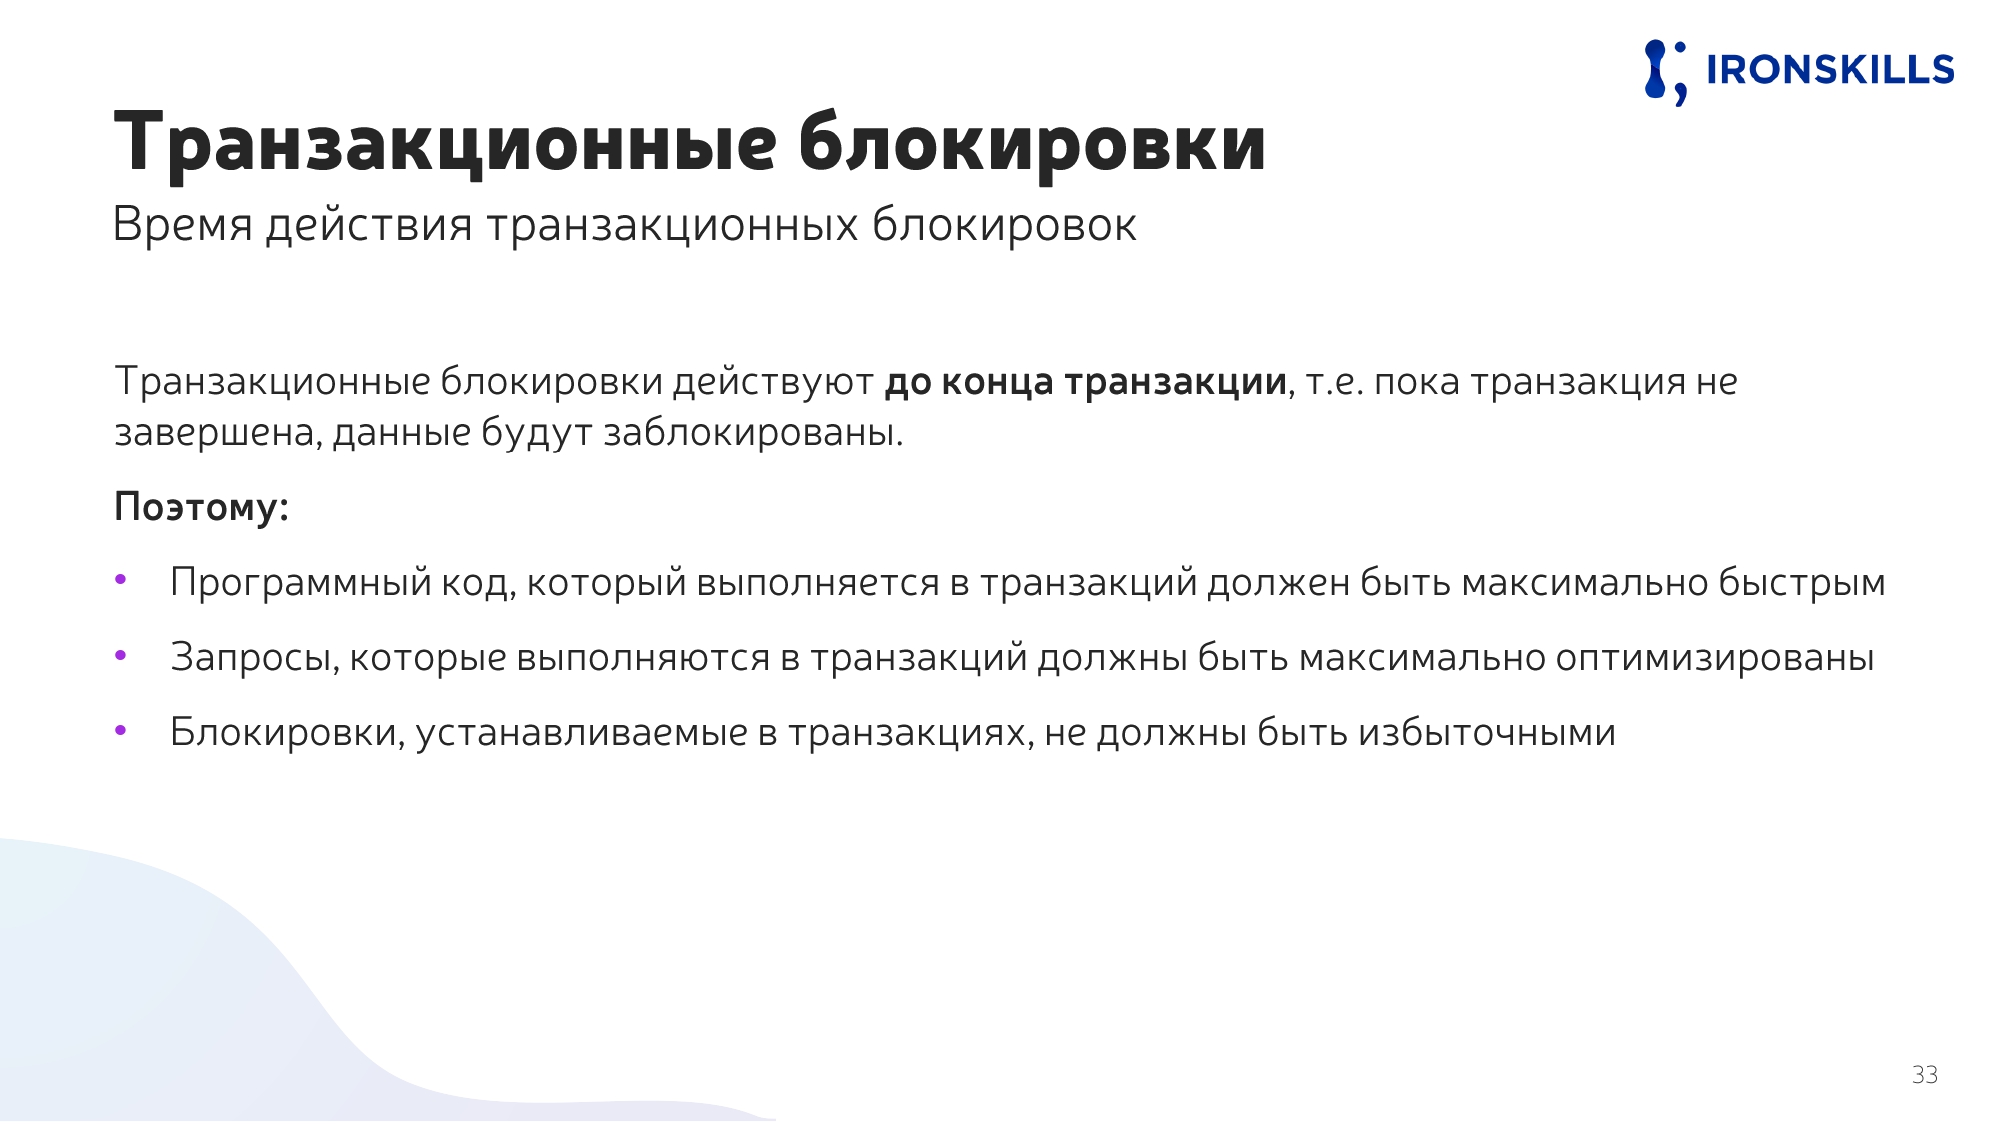 IRONSKILLS
Транзакционные блокировки
Время действия транзакционных блокировок
Транзакционные блокировки действуют до конца транзакции, т.е. пока транзакция не
завершена, данные будут заблокированы.
Поэтому:
• Программный код, который выполняется в транзакций должен быть максимально быстрым
• Запросы, которые выполняются в транзакций должны быть максимально оптимизированы
• Блокировки, устанавливаемые в транзакциях, не должны быть избыточными
33